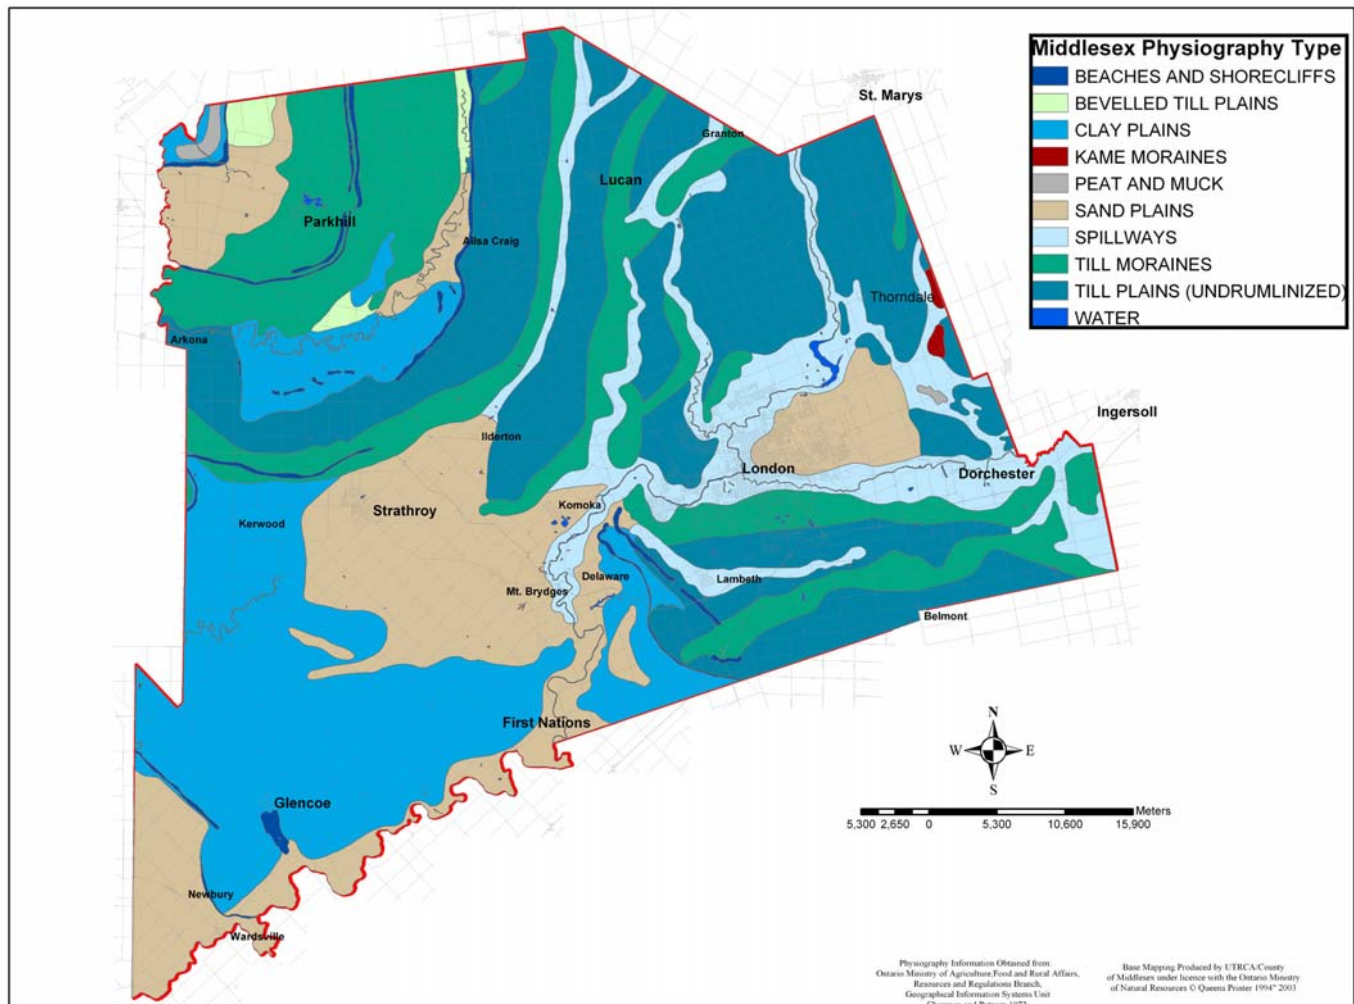 Middlesex Physiography Type
BEACHES AND SHORECLIFFS
BEVELLED TILL PLAINS
CLAY PLAINS
KAME MORAINES
PEAT AND MUCK
SAND PLAINS
SPILLWAYS
TILL MORAINES
TILL PLAINS (UNDRUMLINIZED)
WATER
St. Marys
Granton
Lucan
Parkhill
Ailsa Craig
Thorndale
Arkona
Ingersoll
Ilderton
London
Dorchester
Strathroy
Komoka
Kerwood
Delaware
Lambeth
Mt. Brydges
Belmont
First Nations
N
W
E
S
Glencoe
Meters
5,300 2,650 0 5,300 10,600 15,900
Newbury
Wardsville
Physiography Information Obtained from:
Ontario Ministry of Agriculture,Food and Rural Affairs,
Resources and Regulations Branch,
Geographical Information Systems Unit
Base Mapping Produced by UTRCA/County
of Middlesex under licence with the Ontario Ministry
of Natural Resources © Queens Printer 1994" 2003